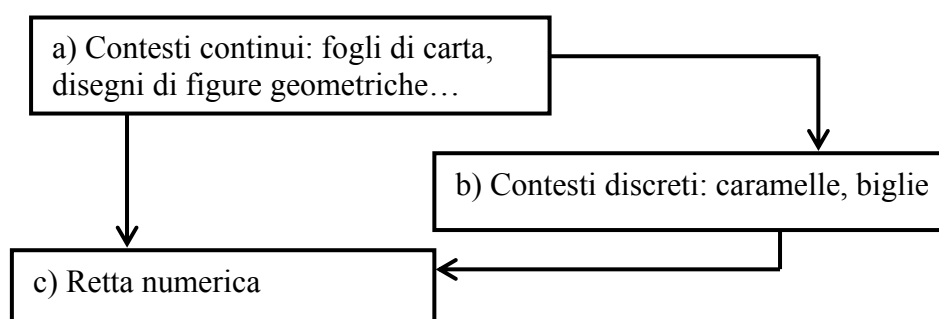 a) Contesti continui: fogli di carta,
disegni di figure geometriche…
b) Contesti discreti: caramelle, biglie
c) Retta numerica